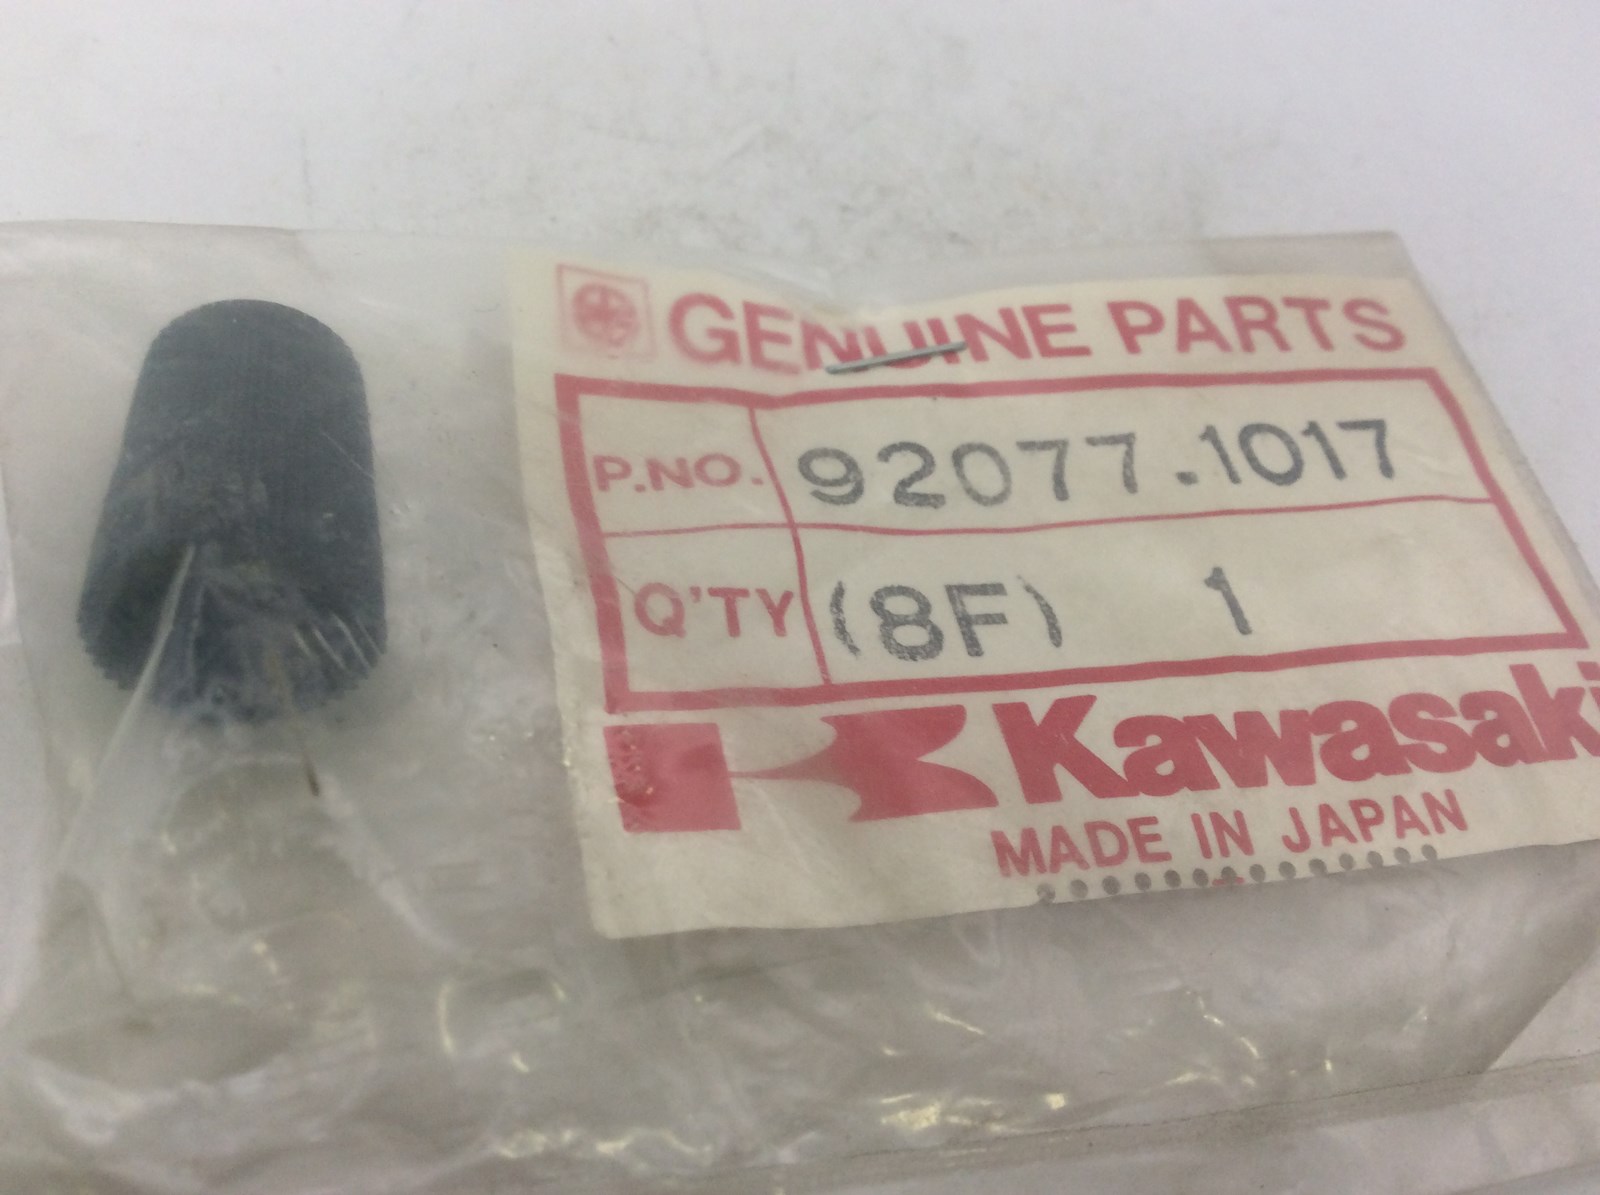 GENUINE PARTS
P.NO. 92077.1017
Q'TY (8F) 1
Kawasaki
MADE IN JAPAN